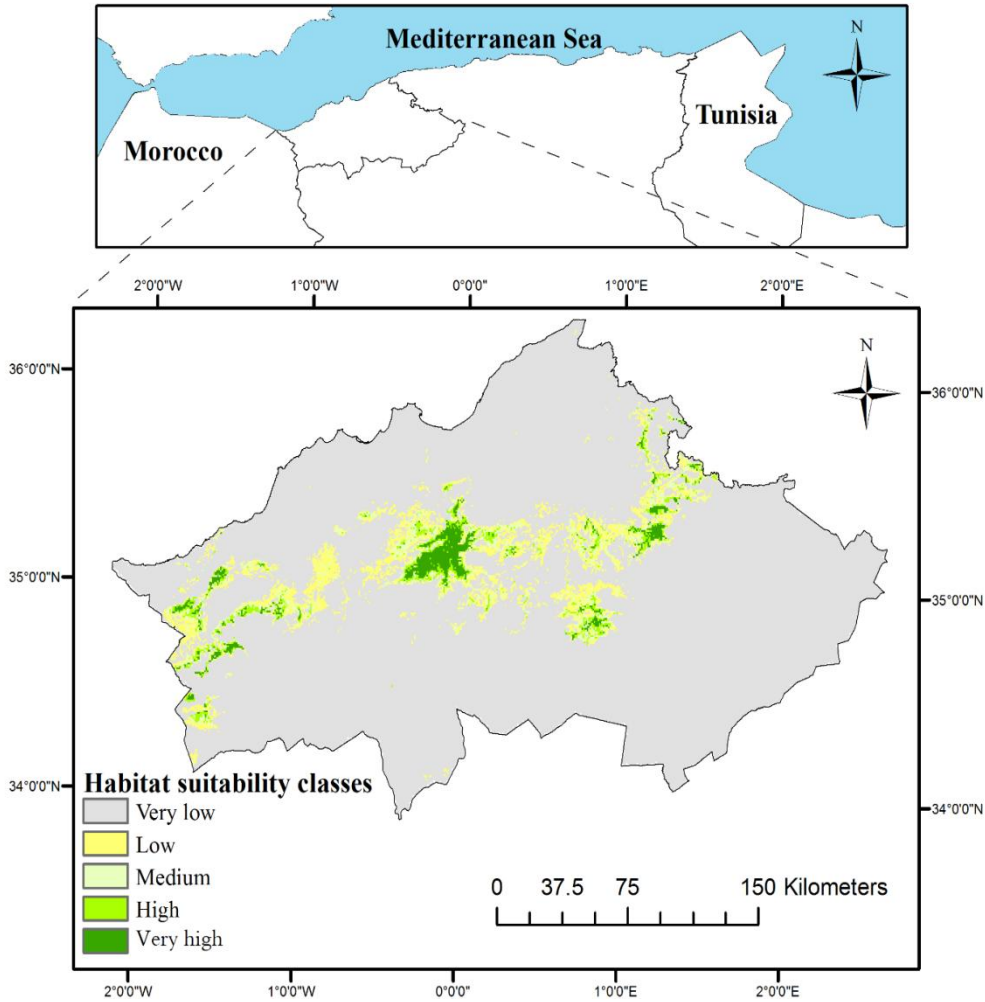 Mediterranean Sea
N
Tunisia
Morocco
2°0'0"W 1°0'0"W 0°0'0" 1°0'0"E 2°0'0"E
N
36°0'0"N
36°0'0"N
35°0'0"N
35°0'0"N
34°0'0"N
34°0'0"N
Habitat suitability classes
Very low
Low
Medium
High
Very high
0 37.5 75 150 Kilometers
2°0'0"W 1°0'0"W 0°0'0" 1°0'0"E 2°0'0"E